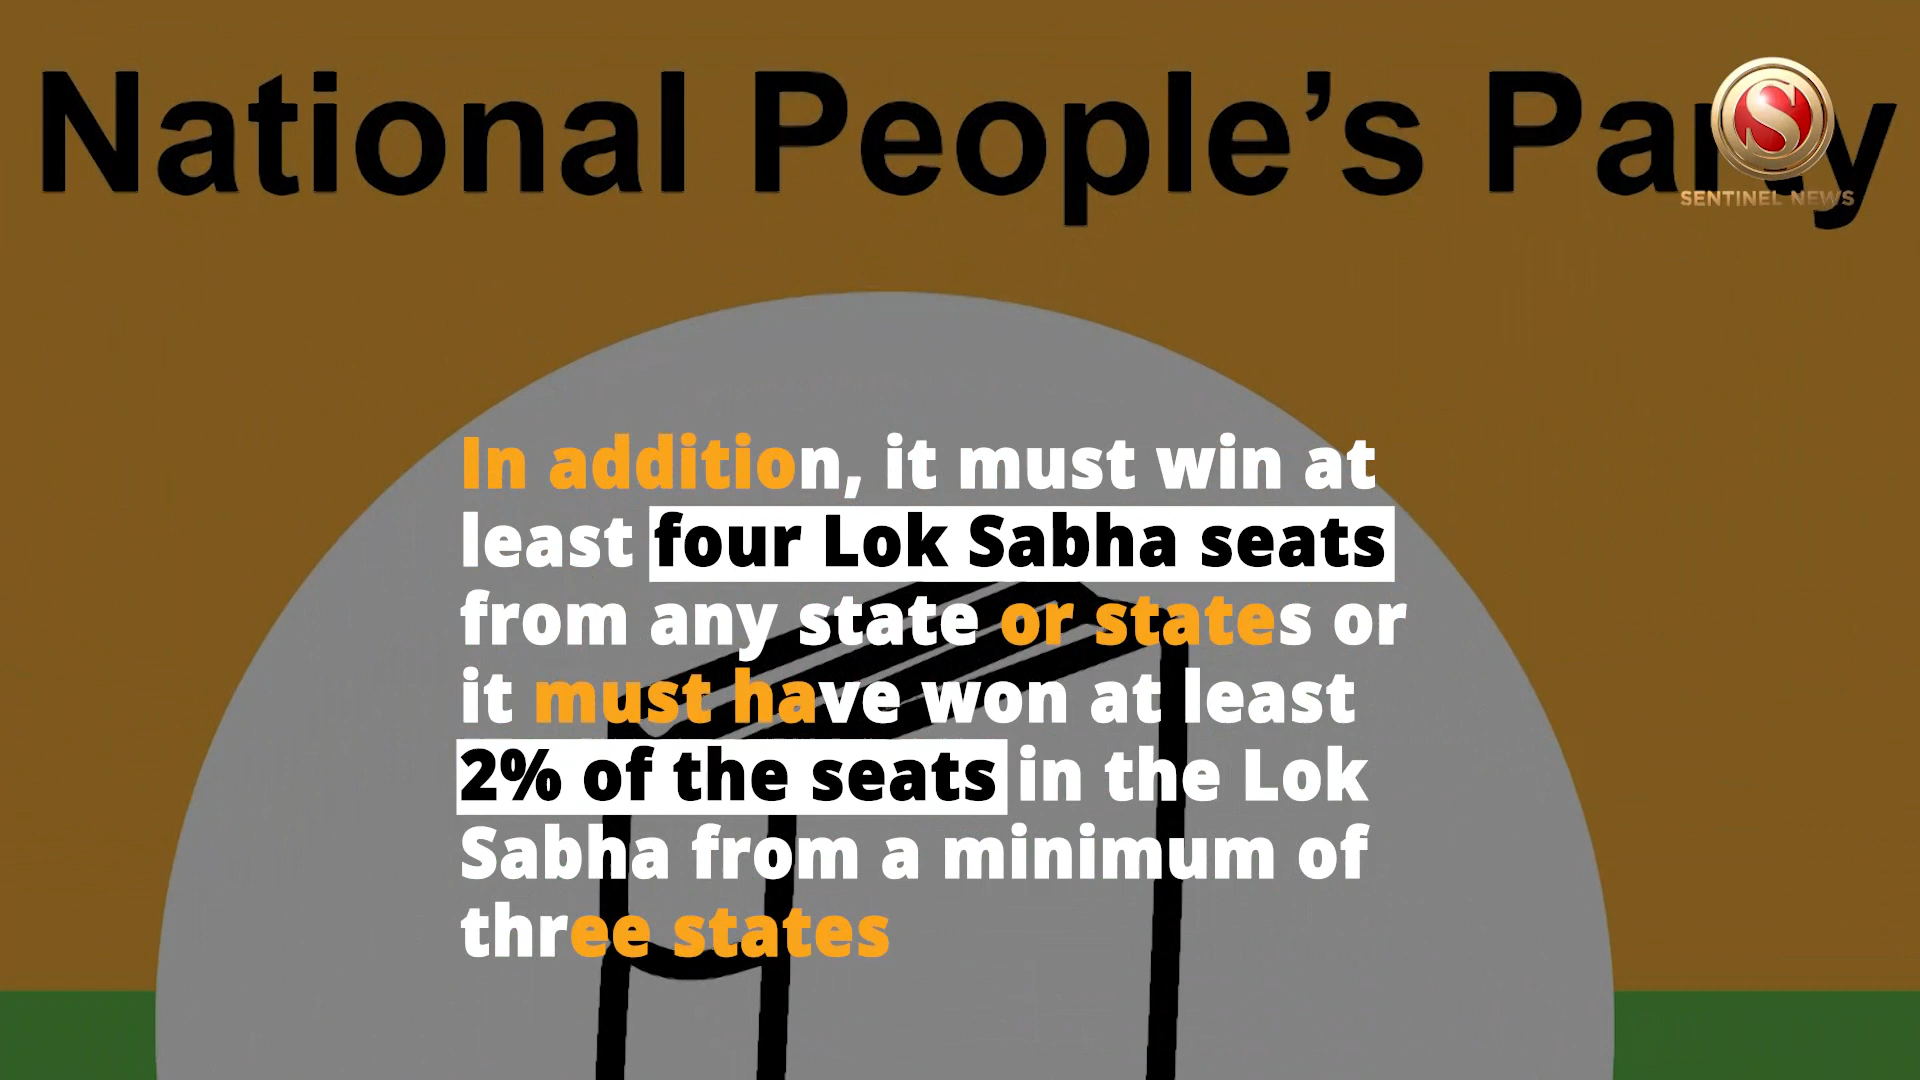 National People's Party
SENTINEL NEWS
In addition, it must win at
least four Lok Sabha seats
from any state or states or
it must have won at least
2% of the seats in the Lok
Sabha from a minimum of
three states